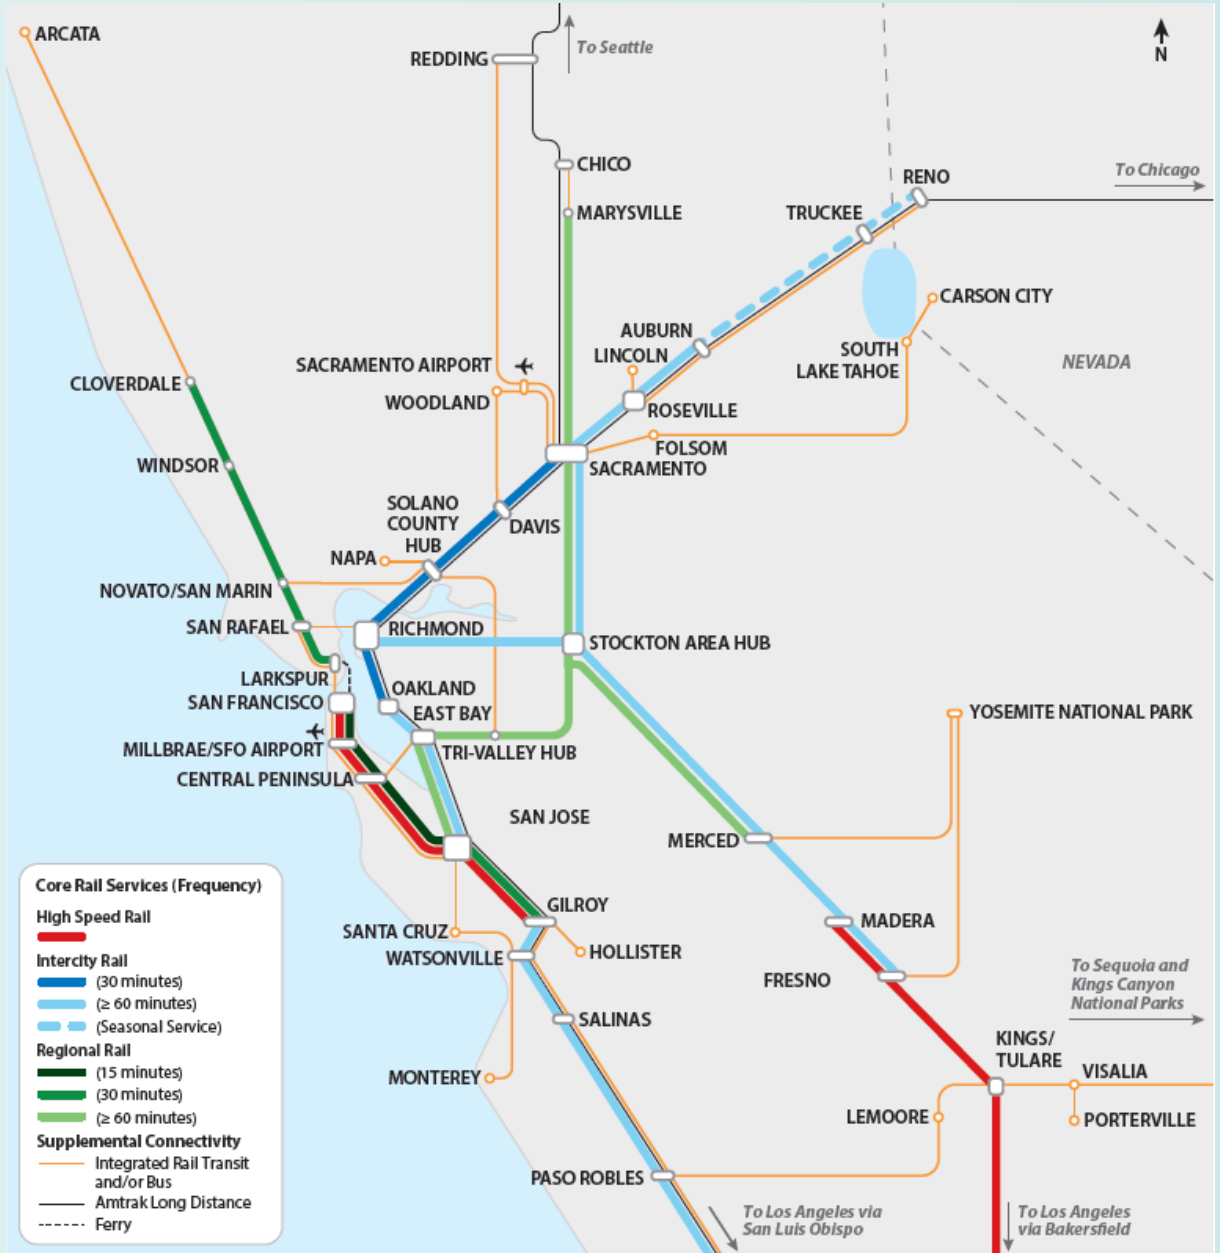 ARCATA
To Seattle
N
REDDING
CHICO
To Chicago
RENO
MARYSVILLE
TRUCKEE
CARSON CITY
AUBURN
LINCOLN
SOUTH
LAKE TAHOE
NEVADA
SACRAMENTO AIRPORT
CLOVERDALE
WOODLAND
ROSEVILLE
FOLSOM
WINDSOR
SACRAMENTO
SOLANO
COUNTY
HUB
DAVIS
NAPA
NOVATO/SAN MARIN
SAN RAFAEL
RICHMOND
STOCKTON AREA HUB
LARKSPUR
OAKLAND
SAN FRANCISCO
EAST BAY
YOSEMITE NATIONAL PARK
MILLBRAE/SFO AIRPORT
TRI-VALLEY HUB
CENTRAL PENINSULA
SAN JOSE
MERCED
GILROY
MADERA
SANTA CRUZ
HOLLISTER
WATSONVILLE
FRESNO
To Sequoia and
Kings Canyon
National Parks
SALINAS
KINGS/
TULARE
VISALIA
MONTEREY
LEMOORE
PORTERVILLE
PASO ROBLES
To Los Angeles via
San Luis Obispo
To Los Angeles
via Bakersfield
Core Rail Services (Frequency)
High Speed Rail
Intercity Rail
(30 minutes)
(≥ 60 minutes)
(Seasonal Service)
Regional Rail
(15 minutes)
(30 minutes)
(≥ 60 minutes)
Supplemental Connectivity
Integrated Rail Transit
and/or Bus
Amtrak Long Distance
Ferry